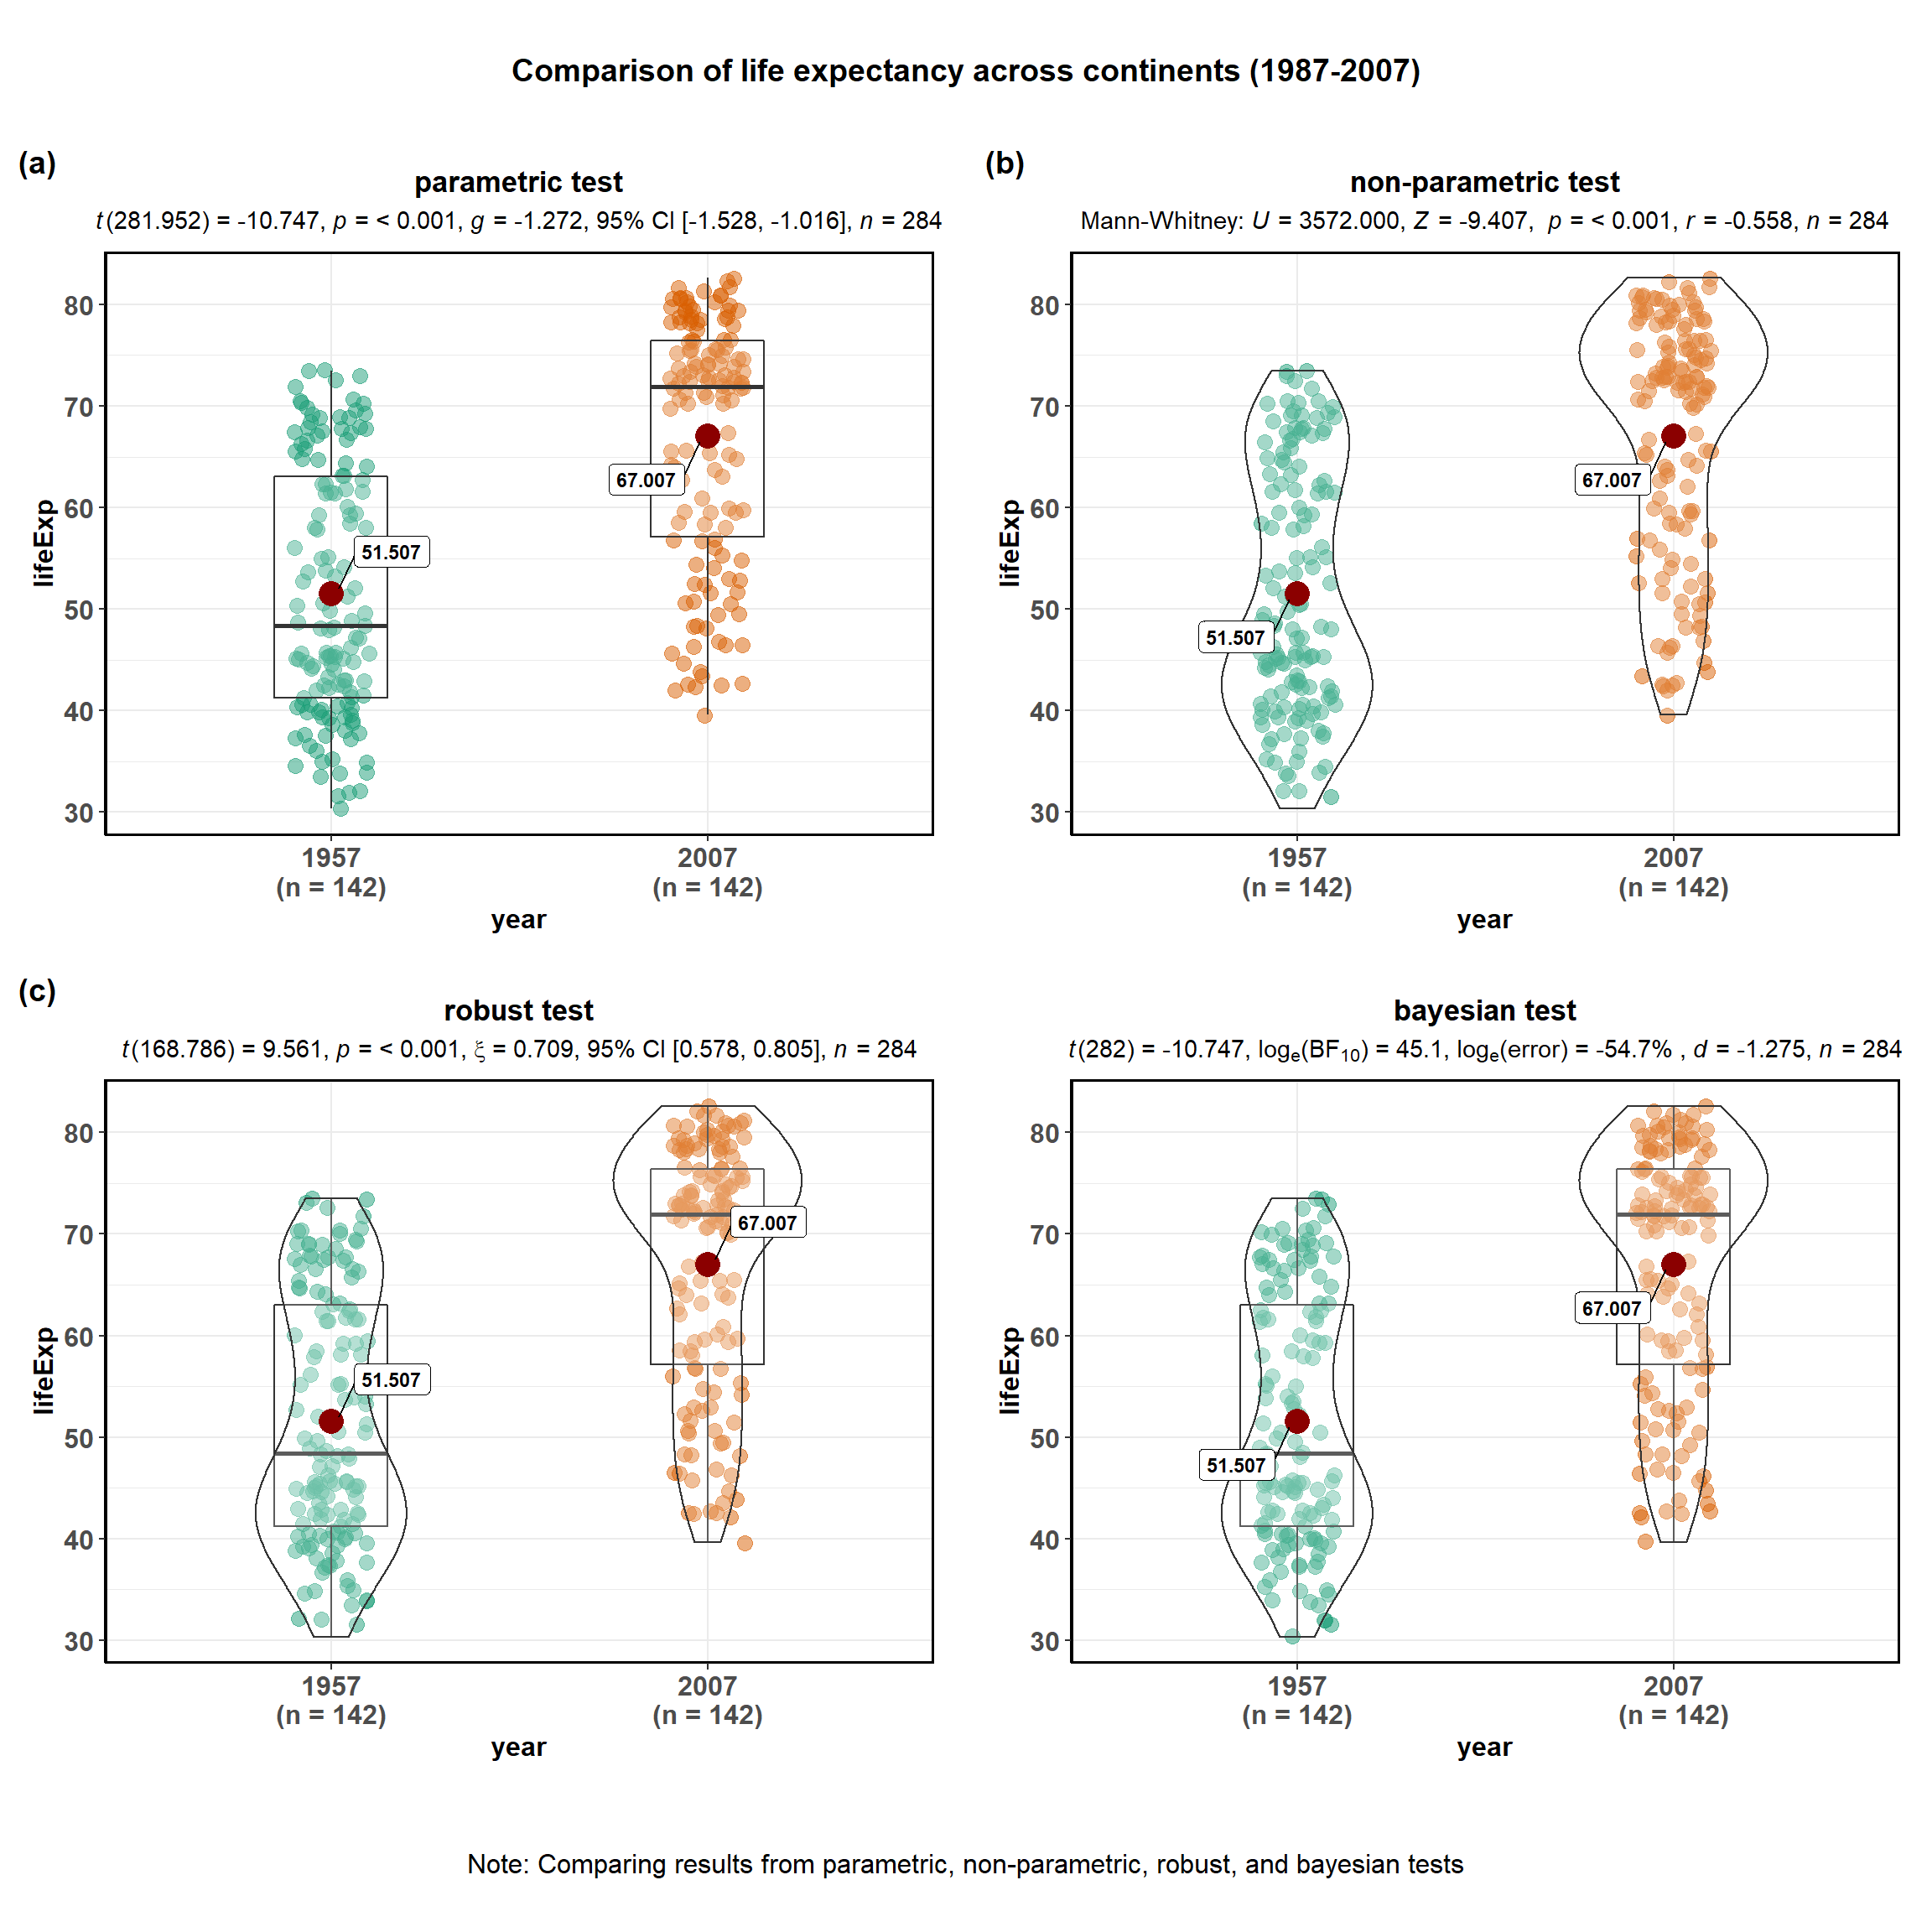 Comparison of life expectancy across continents (1987-2007)
(a)
parametric test
t(281.952) = -10.747, p = < 0.001, g = -1.272, 95% CI [-1.528, -1.016], n = 284
lifeExp
80
70
60
50
40
30
67.007
51.507
1957
(n = 142)
2007
(n = 142)
year
(b)
non-parametric test
Mann-Whitney: U = 3572.000, Z = -9.407, p = < 0.001, r = -0.558, n = 284
lifeExp
80
70
60
50
40
30
67.007
51.507
1957
(n = 142)
2007
(n = 142)
year
(c)
robust test
t(168.786) = 9.561, p = < 0.001, ξ = 0.709, 95% CI [0.578, 0.805], n = 284
lifeExp
80
70
60
50
40
30
67.007
51.507
1957
(n = 142)
2007
(n = 142)
year
bayesian test
t(282) = -10.747, logₑ(BF₁₀) = 45.1, logₑ(error) = -54.7% , d = -1.275, n = 284
lifeExp
80
70
60
50
40
30
67.007
51.507
1957
(n = 142)
2007
(n = 142)
year
Note: Comparing results from parametric, non-parametric, robust, and bayesian tests